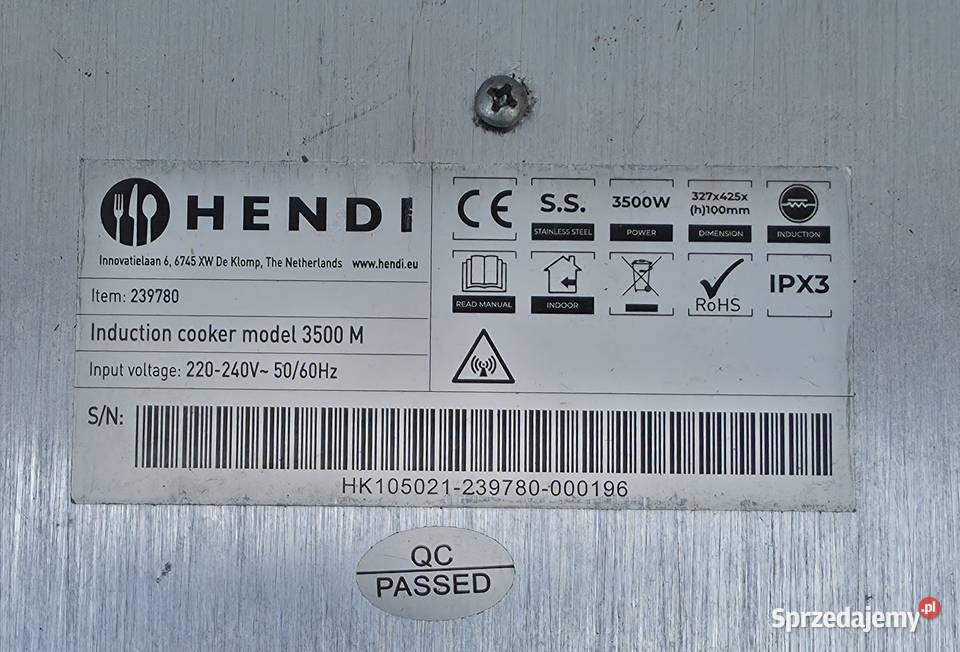 HENDI
Innovatielaan 6, 6745 XW De Klomp, The Netherlands www.hendi.eu
Item: 239780
Induction cooker model 3500 M
Input voltage: 220-240V~ 50/60Hz
CE
S.S.
STAINLESS STEEL
3500W
POWER
327x425x
(h)100mm
DIMENSION
INDUCTION
READ MANUAL
INDOOR
RoHS
IPX3
S/N:
HK105021-239780-000196
QC
PASSED
Sprzedajemy.pl